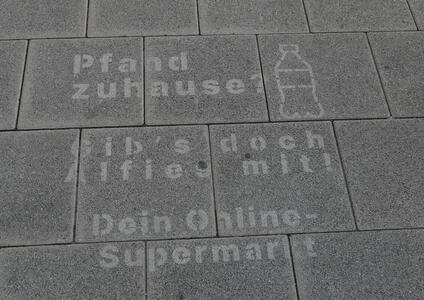 Pfand
zuhause?
Gib's doch
Alfies mit!
Dein Online-
Supermarkt